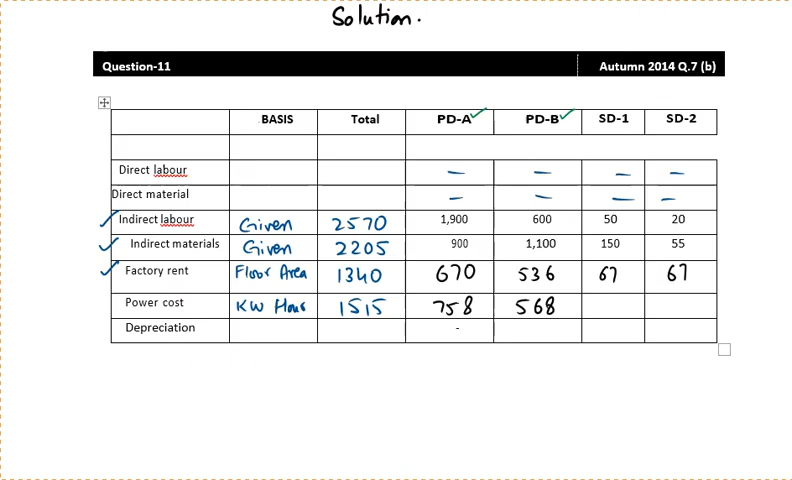 Solution.
Question-11 Autumn 2014 Q.7 (b)
BASIS Total PD-A PD-B SD-1 SD-2
Direct labour – – – –
Direct material – – – –
Indirect labour Given 2570 1,900 600 50 20
Indirect materials Given 2205 900 1,100 150 55
Factory rent Floor Area 1340 670 536 67 67
Power cost KW Hour 1515 758 568
Depreciation -